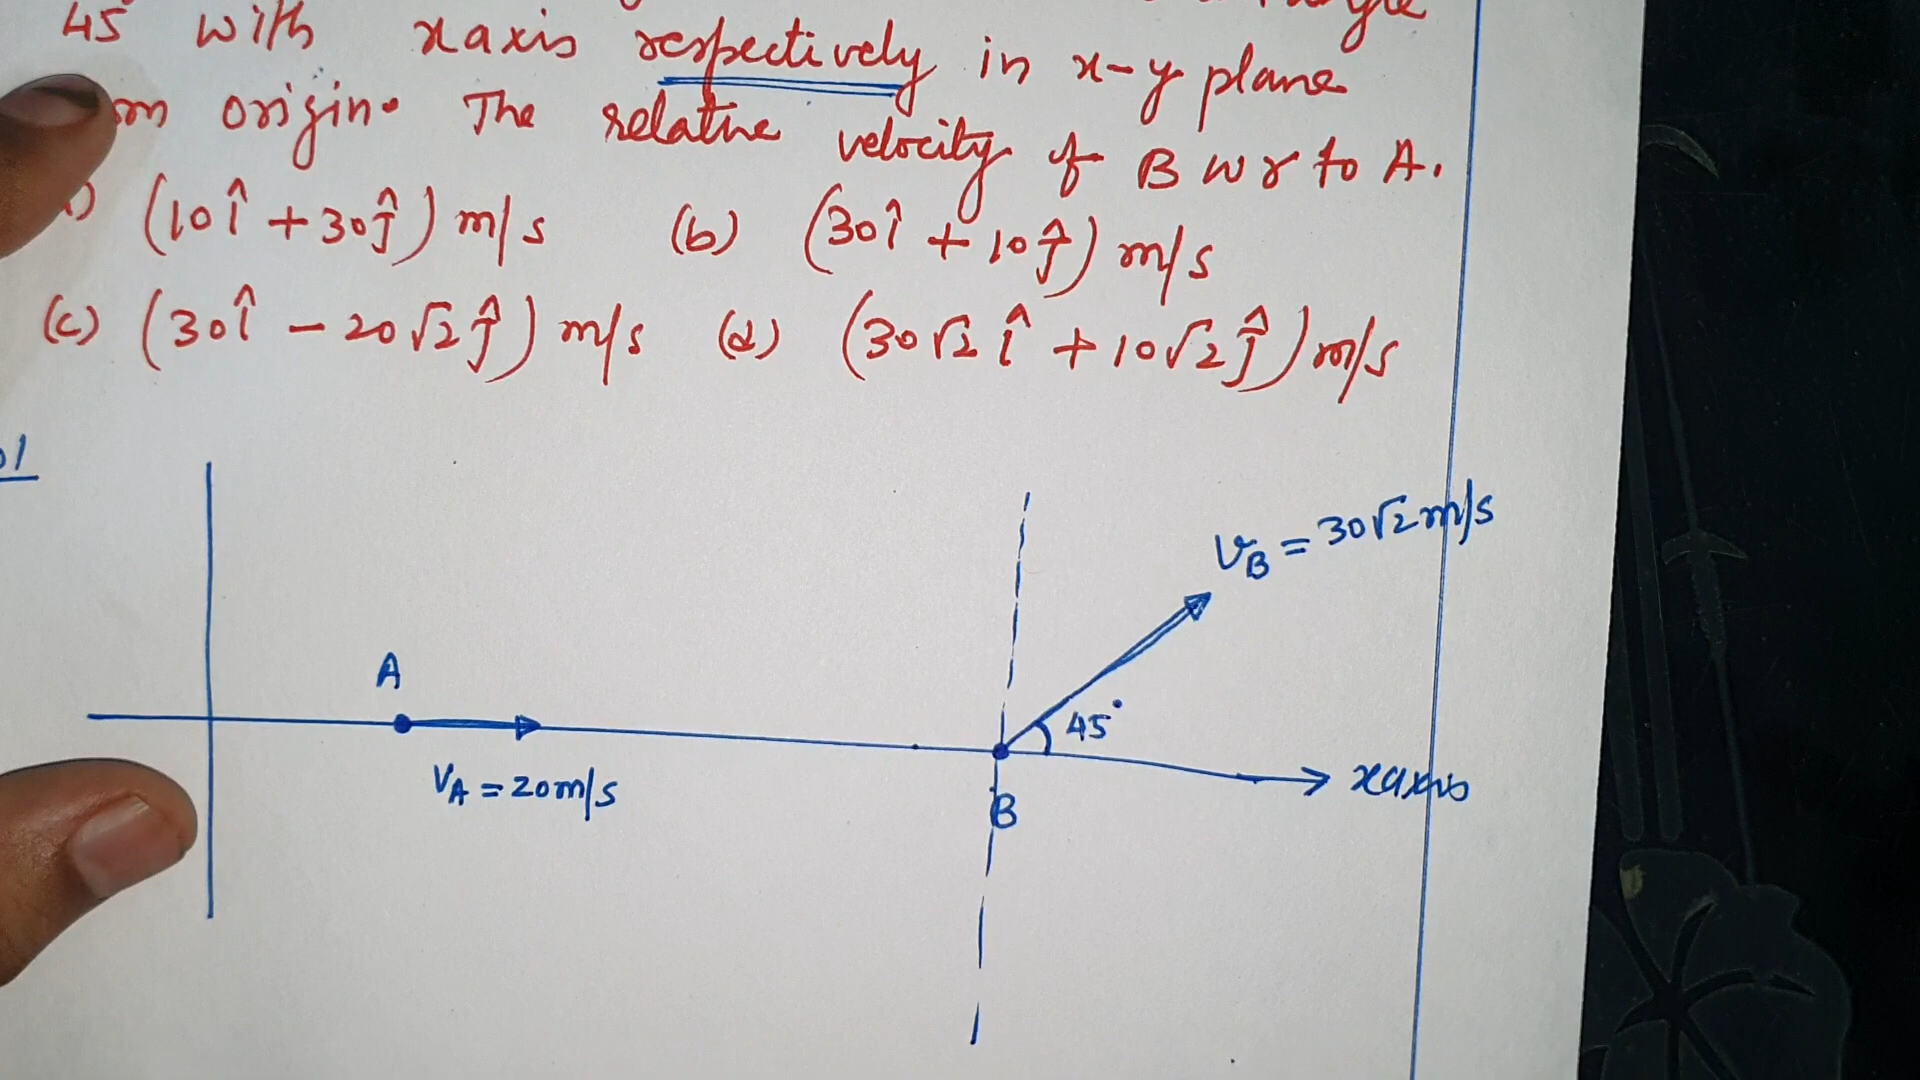 45° with x axis respectively in x-y plane
origin. The relative velocity of B w r to A.
(10î + 30ĵ) m/s (b) (30î + 10ĵ) m/s
(c) (30î - 20√2ĵ) m/s (d) (30√2 î + 10√2 ĵ) m/s
V_B = 30√2 m/s
A
45°
V_A = 20m/s
x axis
B